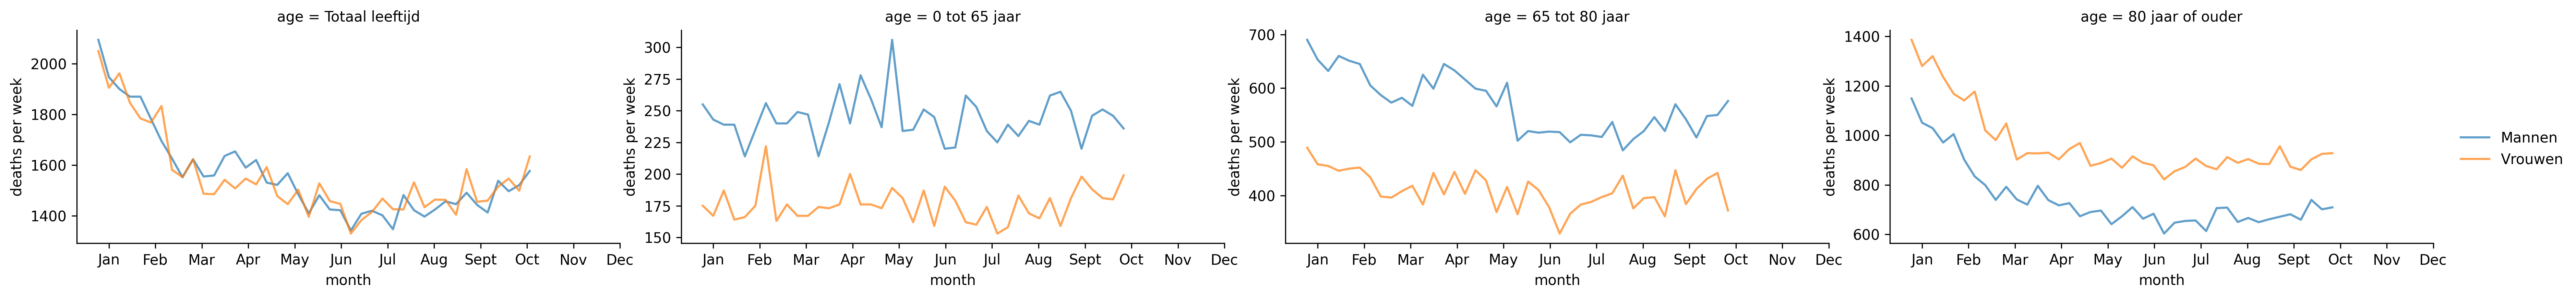 age = Totaal leeftijd
deaths per week
2000
1800
1600
1400
Jan Feb Mar Apr May Jun Jul Aug Sept Oct Nov Dec
month
age = 0 tot 65 jaar
deaths per week
300
275
250
225
200
175
150
Jan Feb Mar Apr May Jun Jul Aug Sept Oct Nov Dec
month
age = 65 tot 80 jaar
deaths per week
700
600
500
400
Jan Feb Mar Apr May Jun Jul Aug Sept Oct Nov Dec
month
age = 80 jaar of ouder
deaths per week
1400
1200
1000
800
600
Jan Feb Mar Apr May Jun Jul Aug Sept Oct Nov Dec
month
Mannen
Vrouwen